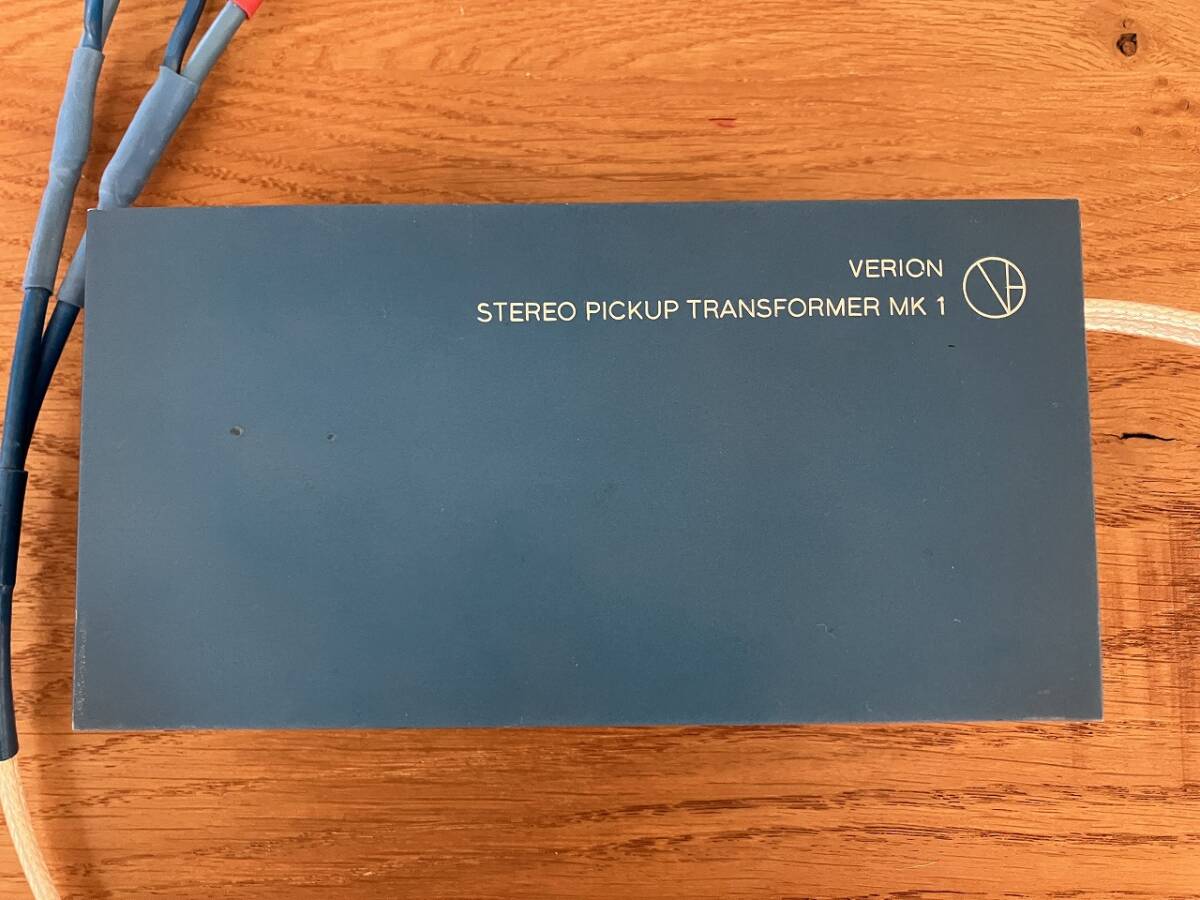 VERION
STEREO PICKUP TRANSFORMER MK 1